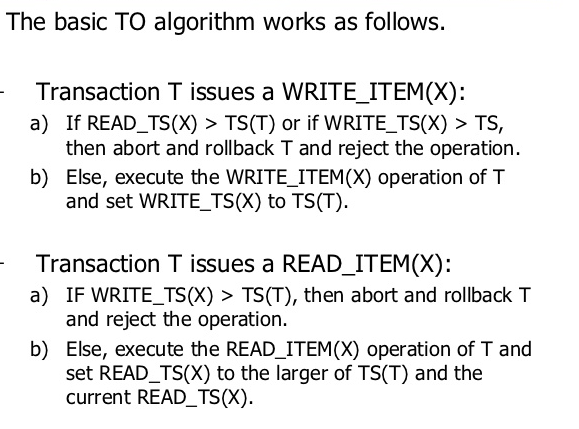 The basic TO algorithm works as follows.
Transaction T issues a WRITE_ITEM(X):
a) If READ_TS(X) > TS(T) or if WRITE_TS(X) > TS,
then abort and rollback T and reject the operation.
b) Else, execute the WRITE_ITEM(X) operation of T
and set WRITE_TS(X) to TS(T).
Transaction T issues a READ_ITEM(X):
a) IF WRITE_TS(X) > TS(T), then abort and rollback T
and reject the operation.
b) Else, execute the READ_ITEM(X) operation of T and
set READ_TS(X) to the larger of TS(T) and the
current READ_TS(X).